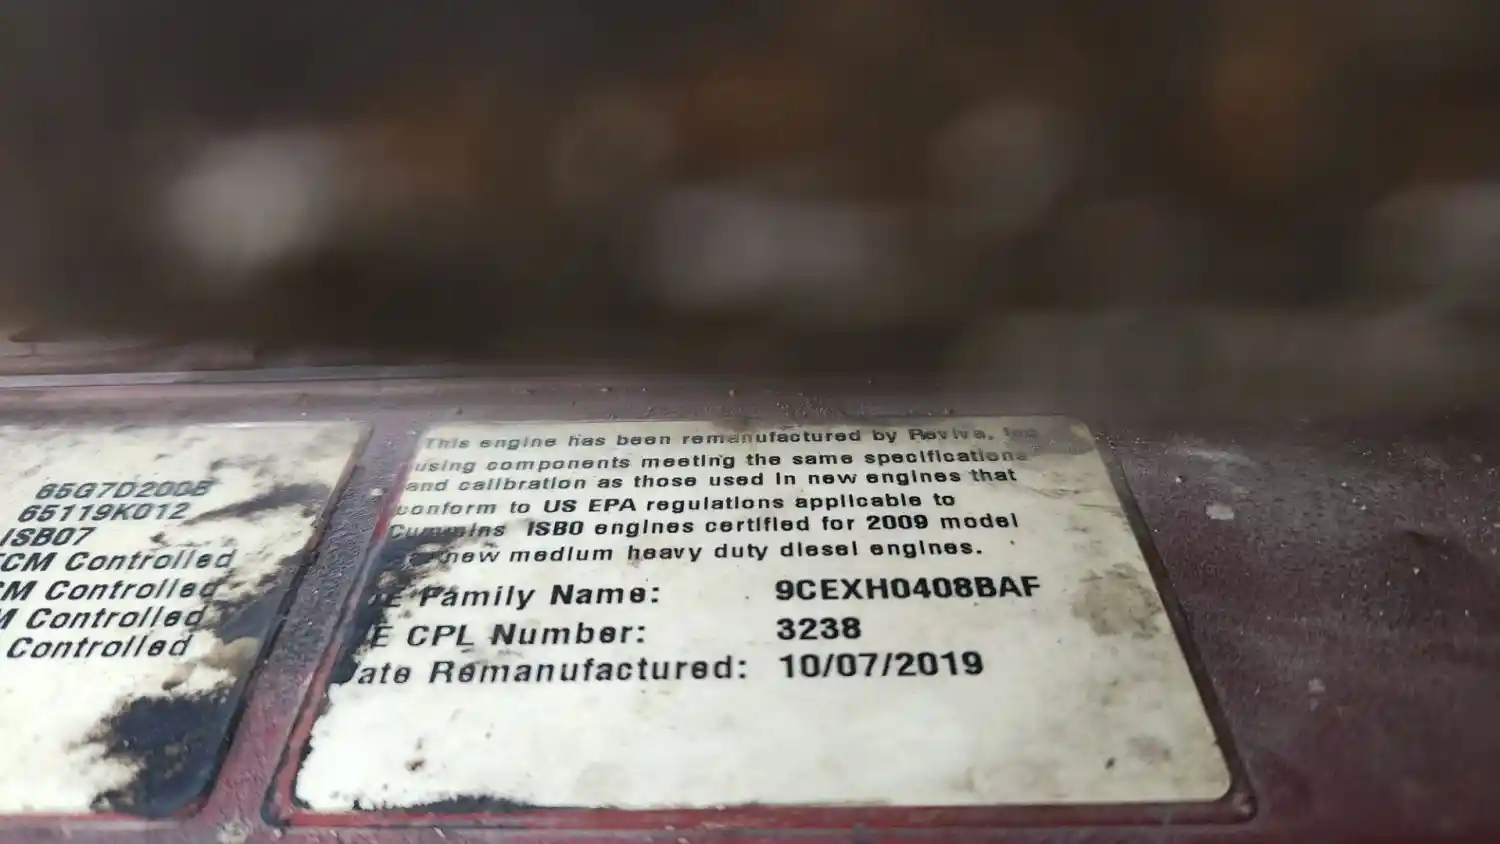 65G7D200B
65119K012
ISB07
ECM Controlled
CM Controlled
M Controlled
Controlled
This engine has been remanufactured by Reviva, Inc
using components meeting the same specifications
and calibration as those used in new engines that
conform to US EPA regulations applicable to
Cummins ISB0 engines certified for 2009 model
new medium heavy duty diesel engines.
Family Name: 9CEXH0408BAF
E CPL Number: 3238
Date Remanufactured: 10/07/2019